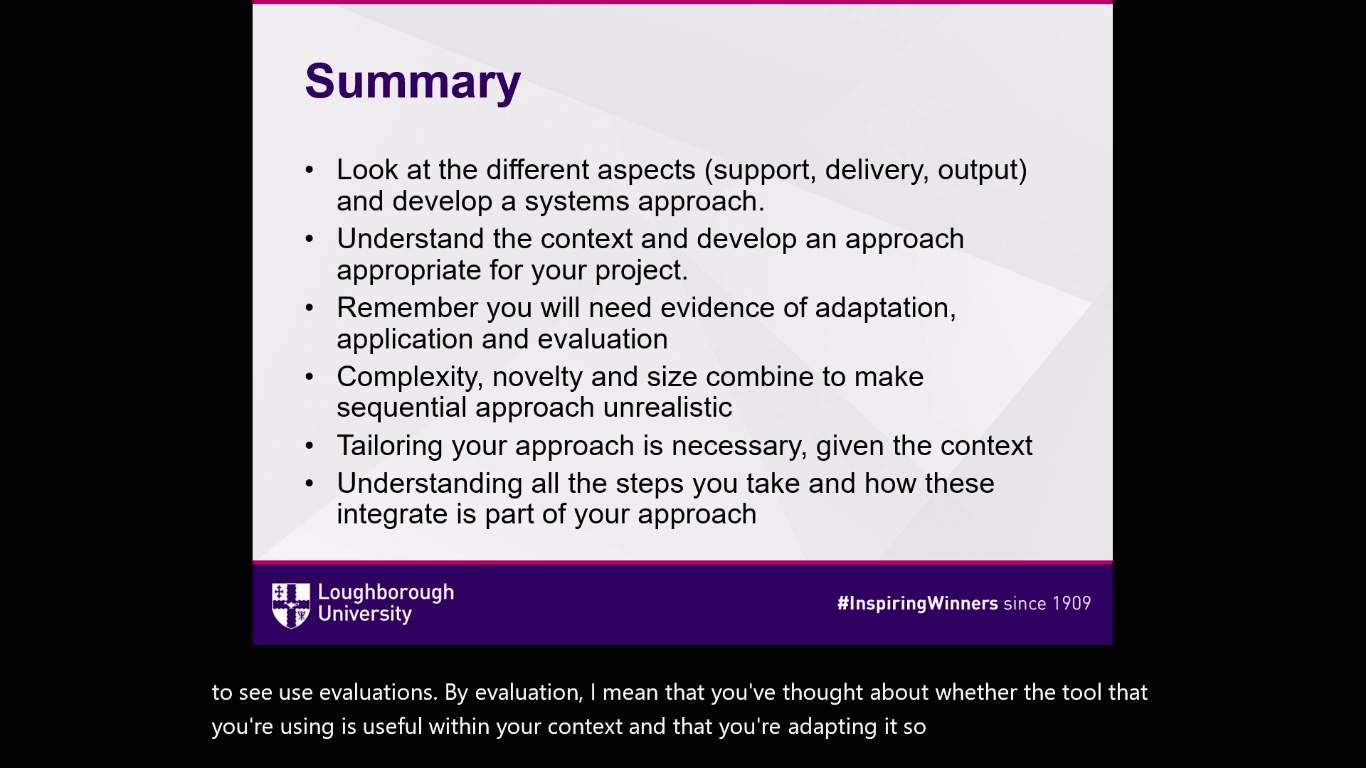 Summary
• Look at the different aspects (support, delivery, output)
and develop a systems approach.
• Understand the context and develop an approach
appropriate for your project.
• Remember you will need evidence of adaptation,
application and evaluation
• Complexity, novelty and size combine to make
sequential approach unrealistic
• Tailoring your approach is necessary, given the context
• Understanding all the steps you take and how these
integrate is part of your approach
Loughborough
University
#InspiringWinners since 1909
to see use evaluations. By evaluation, I mean that you've thought about whether the tool that
you're using is useful within your context and that you're adapting it so